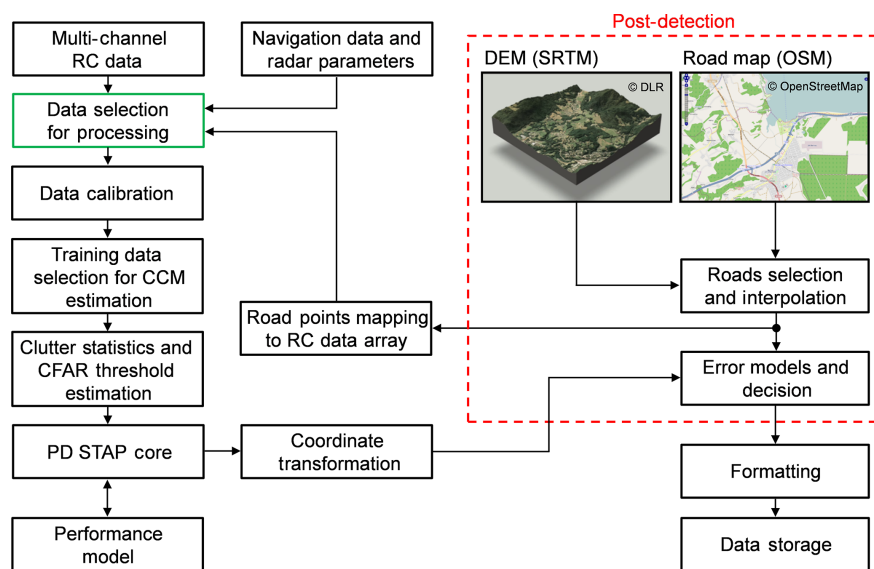 Post-detection
Multi-channel
RC data
Navigation data and
radar parameters
DEM (SRTM)
Road map (OSM)
© DLR
© OpenStreetMap
Data selection
for processing
Data calibration
Training data
selection for CCM
estimation
Roads selection
and interpolation
Road points mapping
to RC data array
Clutter statistics and
CFAR threshold
estimation
Error models and
decision
PD STAP core
Coordinate
transformation
Formatting
Performance
model
Data storage